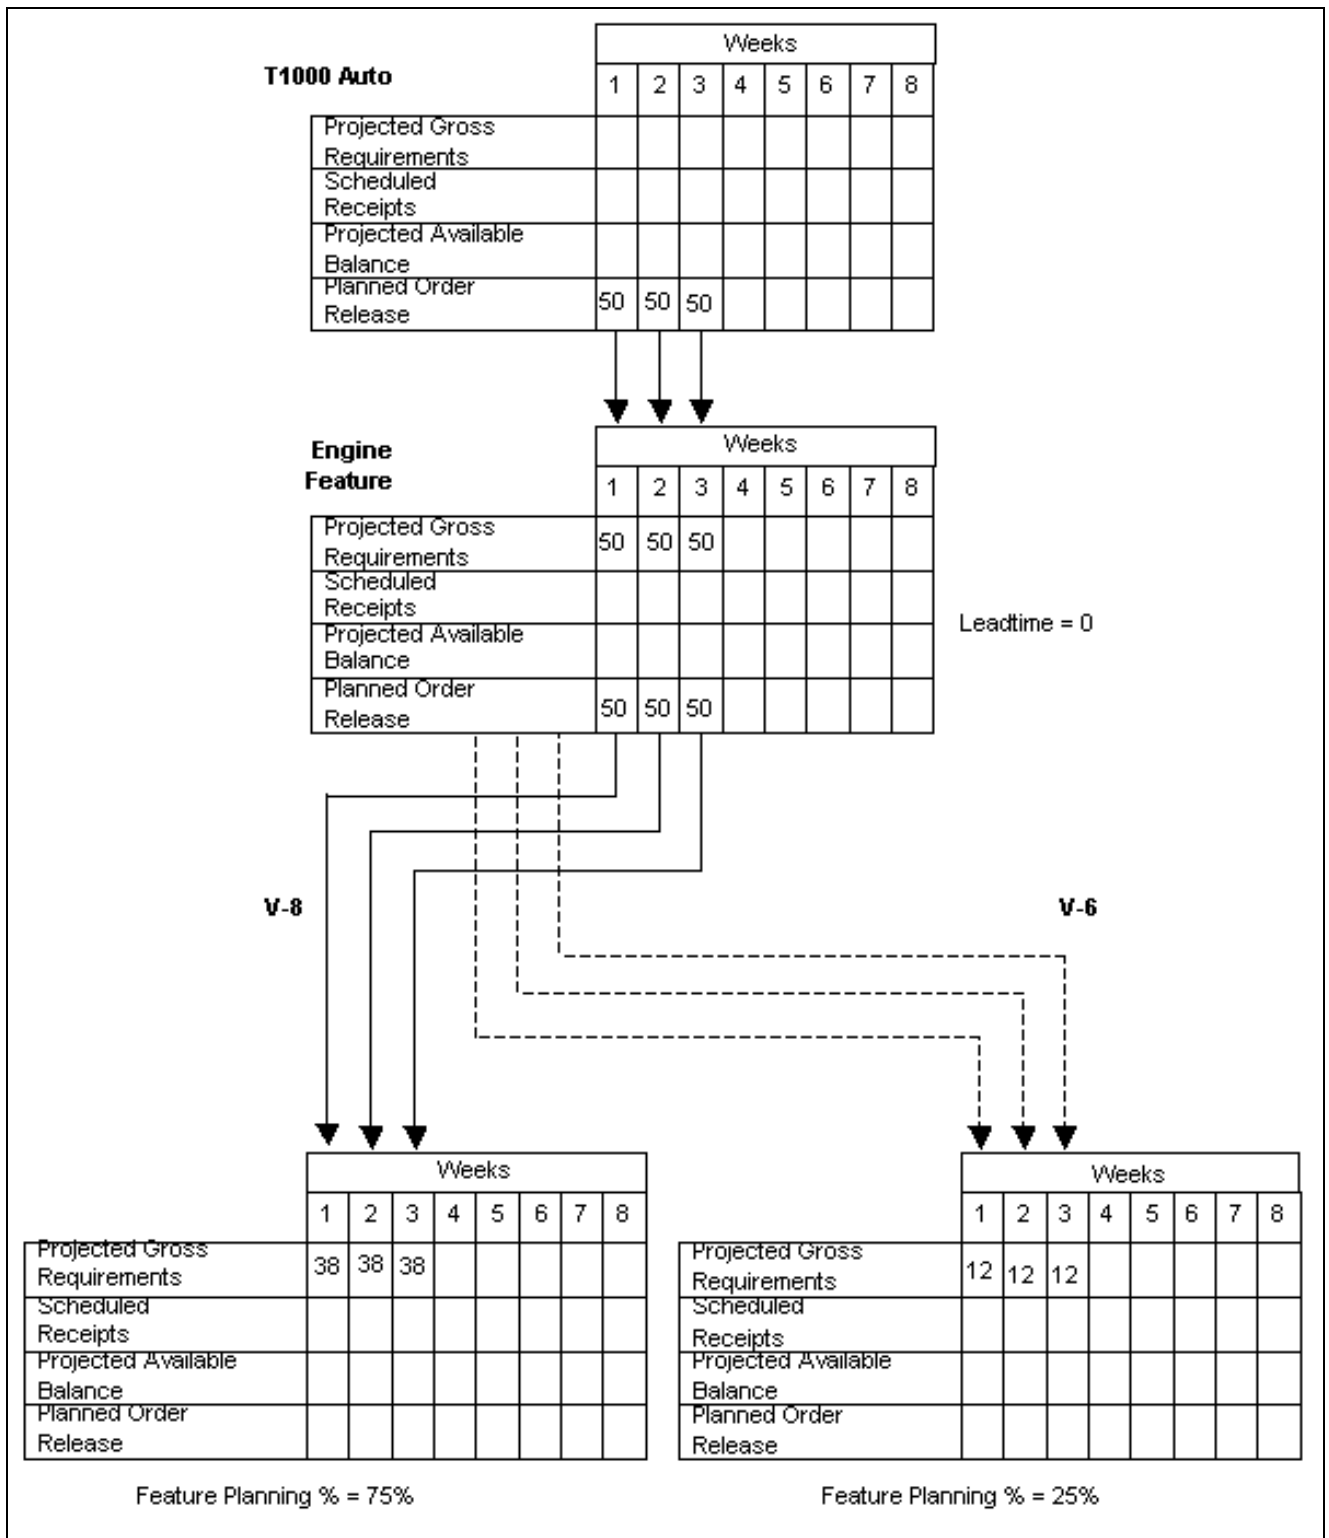 Weeks
T1000 Auto
1 2 3 4 5 6 7 8
Projected Gross
Requirements
Scheduled
Receipts
Projected Available
Balance
Planned Order
Release
50 50 50
Weeks
Engine
Feature
1 2 3 4 5 6 7 8
Projected Gross
Requirements
50 50 50
Scheduled
Receipts
Leadtime = 0
Projected Available
Balance
Planned Order
Release
50 50 50
V-8
V-6
Weeks
1 2 3 4 5 6 7 8
Projected Gross
Requirements
38 38 38
Scheduled
Receipts
Projected Available
Balance
Planned Order
Release
Feature Planning % = 75%
Weeks
1 2 3 4 5 6 7 8
Projected Gross
Requirements
12 12 12
Scheduled
Receipts
Projected Available
Balance
Planned Order
Release
Feature Planning % = 25%